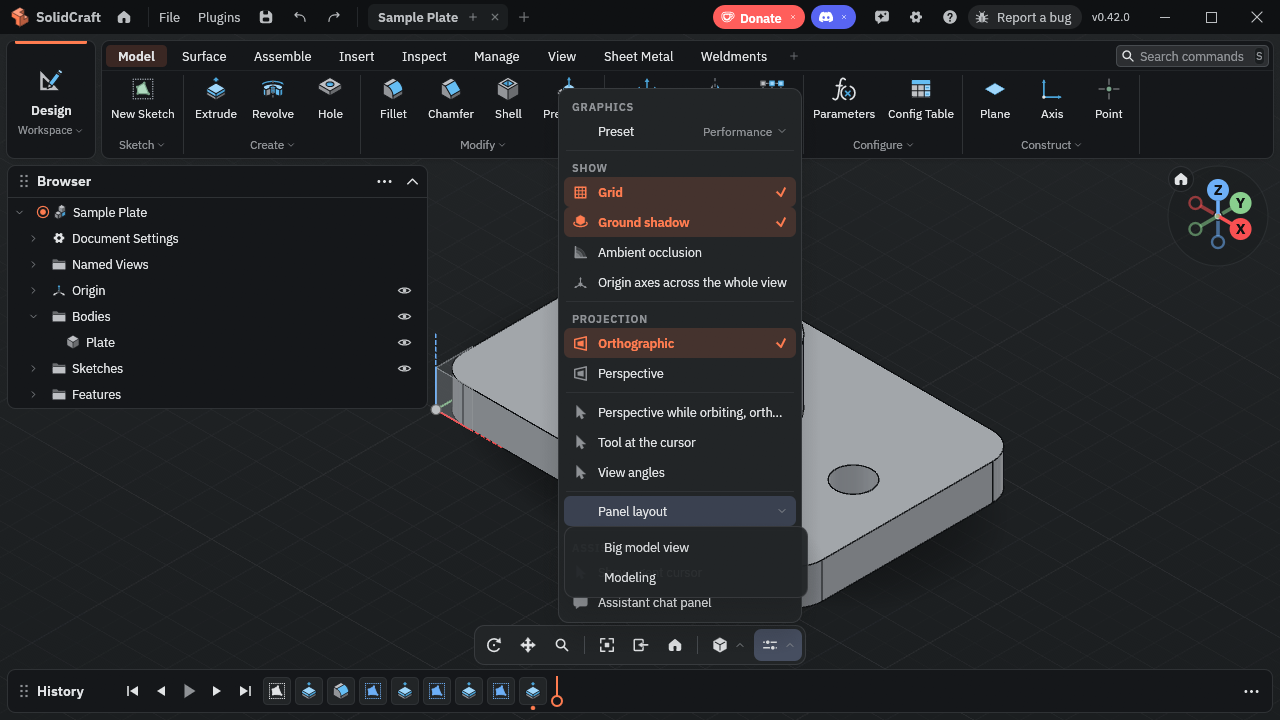 SolidCraft
File
Plugins
Sample Plate
Donate
Report a bug
v0.42.0
Design
Workspace
Model
Surface
Assemble
Insert
Inspect
Manage
View
Sheet Metal
Weldments
Search commands
S
New Sketch
Extrude
Revolve
Hole
Fillet
Chamfer
Shell
Parameters
Config Table
Plane
Axis
Point
Sketch
Create
Modify
Configure
Construct
Browser
Sample Plate
Document Settings
Named Views
Origin
Bodies
Plate
Sketches
Features
GRAPHICS
Preset
Performance
SHOW
Grid
Ground shadow
Ambient occlusion
Origin axes across the whole view
PROJECTION
Orthographic
Perspective
Perspective while orbiting, orth...
Tool at the cursor
View angles
Panel layout
Big model view
Modeling
Assistant chat panel
Z
Y
X
History